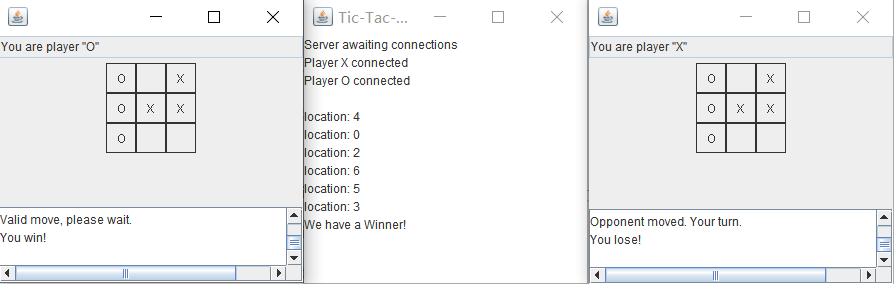 You are player "O"
O X
O X X
O
Valid move, please wait.
You win!
Tic-Tac-...
Server awaiting connections
Player X connected
Player O connected
location: 4
location: 0
location: 2
location: 6
location: 5
location: 3
We have a Winner!
You are player "X"
O X
O X X
O
Opponent moved. Your turn.
You lose!